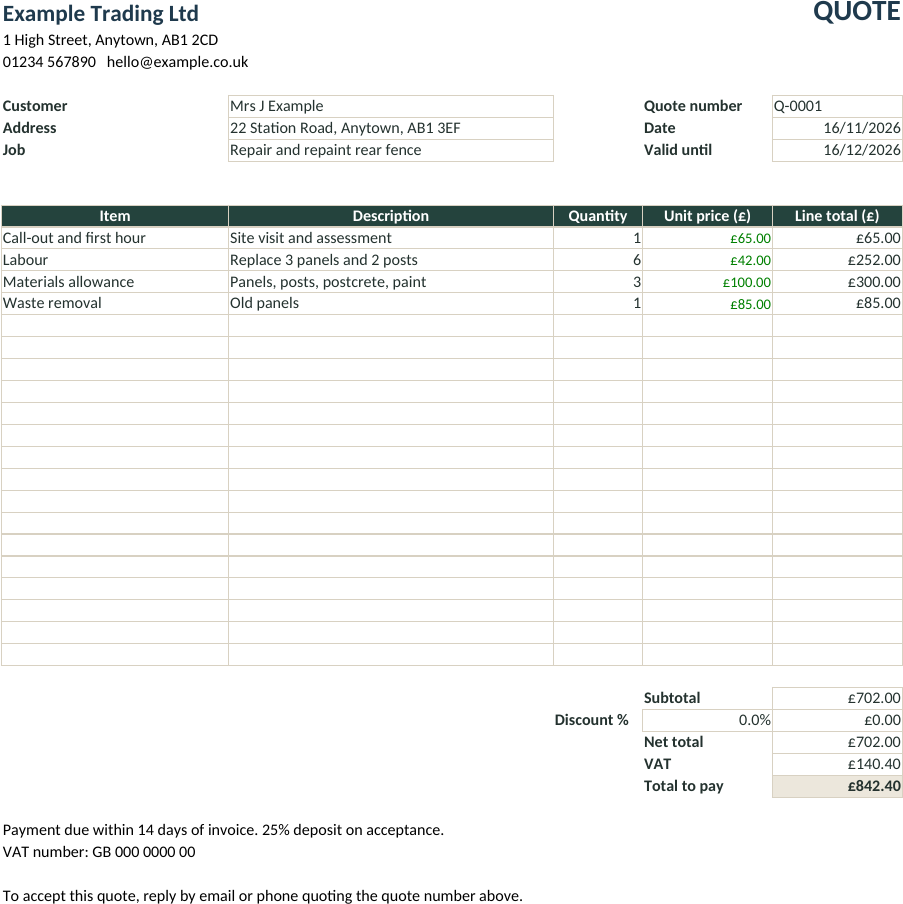 Example Trading Ltd QUOTE
1 High Street, Anytown, AB1 2CD
01234 567890 hello@example.co.uk
Customer Mrs J Example Quote number Q-0001
Address 22 Station Road, Anytown, AB1 3EF Date 16/11/2026
Job Repair and repaint rear fence Valid until 16/12/2026
Item Description Quantity Unit price (£) Line total (£)
Call-out and first hour Site visit and assessment 1 £65.00 £65.00
Labour Replace 3 panels and 2 posts 6 £42.00 £252.00
Materials allowance Panels, posts, postcrete, paint 3 £100.00 £300.00
Waste removal Old panels 1 £85.00 £85.00
Subtotal £702.00
Discount % 0.0% £0.00
Net total £702.00
VAT £140.40
Total to pay £842.40
Payment due within 14 days of invoice. 25% deposit on acceptance.
VAT number: GB 000 0000 00
To accept this quote, reply by email or phone quoting the quote number above.